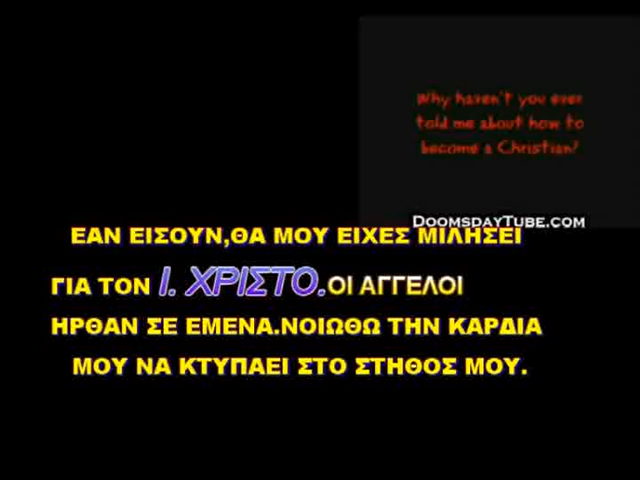 Why haven't you ever
told me about how to
become a Christian?
DOOMSDAYTUBE.COM
ΕΑΝ ΕΙΣΟΥΝ,ΘΑ ΜΟΥ ΕΙΧΕΣ ΜΙΛΗΣΕΙ
ΓΙΑ ΤΟΝ Ι. ΧΡΙΣΤΟ.ΟΙ ΑΓΓΕΛΟΙ
ΗΡΘΑΝ ΣΕ ΕΜΕΝΑ.ΝΟΙΩΘΩ ΤΗΝ ΚΑΡΔΙΑ
ΜΟΥ ΝΑ ΚΤΥΠΑΕΙ ΣΤΟ ΣΤΗΘΟΣ ΜΟΥ.